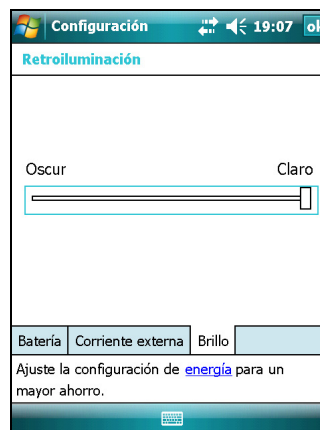 Configuración 19:07 ok
Retroiluminación
Oscur Claro
Batería Corriente externa Brillo
Ajuste la configuración de energía para un
mayor ahorro.